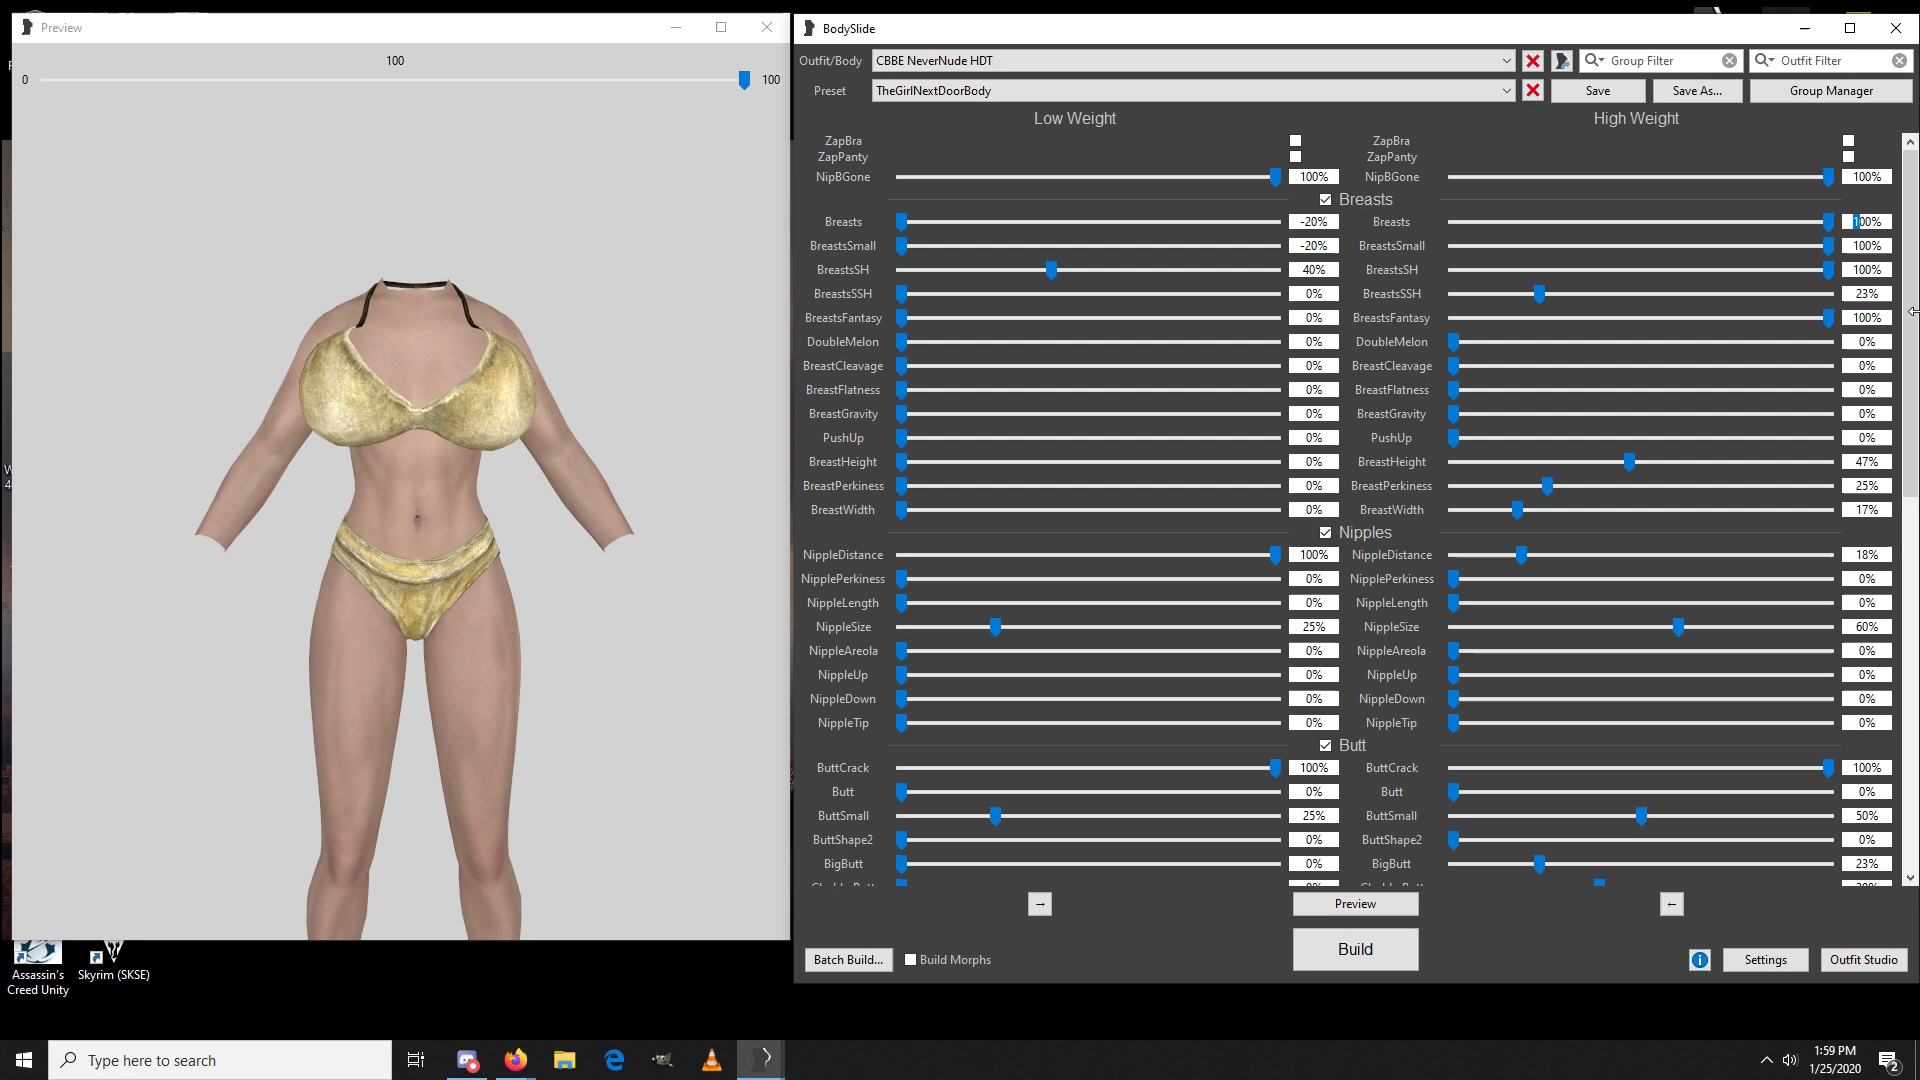 Preview
100
0
100
BodySlide
Outfit/Body
CBBE NeverNude HDT
Group Filter
Outfit Filter
Preset
TheGirlNextDoorBody
Save
Save As...
Group Manager
Low Weight
High Weight
ZapBra
ZapBra
ZapPanty
ZapPanty
NipBGone 100% NipBGone 100%
Breasts
Breasts -20% Breasts 100%
BreastsSmall -20% BreastsSmall 100%
BreastsSH 40% BreastsSH 100%
BreastsSSH 0% BreastsSSH 23%
BreastsFantasy 0% BreastsFantasy 100%
DoubleMelon 0% DoubleMelon 0%
BreastCleavage 0% BreastCleavage 0%
BreastFlatness 0% BreastFlatness 0%
BreastGravity 0% BreastGravity 0%
PushUp 0% PushUp 0%
BreastHeight 0% BreastHeight 47%
BreastPerkiness 0% BreastPerkiness 25%
BreastWidth 0% BreastWidth 17%
Nipples
NippleDistance 100% NippleDistance 18%
NipplePerkiness 0% NipplePerkiness 0%
NippleLength 0% NippleLength 0%
NippleSize 25% NippleSize 60%
NippleAreola 0% NippleAreola 0%
NippleUp 0% NippleUp 0%
NippleDown 0% NippleDown 0%
NippleTip 0% NippleTip 0%
Butt
ButtCrack 100% ButtCrack 100%
Butt 0% Butt 0%
ButtSmall 25% ButtSmall 50%
ButtShape2 0% ButtShape2 0%
BigButt 0% BigButt 23%
→
Preview
←
Build
Batch Build...
Build Morphs
Settings
Outfit Studio
Assassin's
Creed Unity
Skyrim (SKSE)
Type here to search
1:59 PM
1/25/2020
2